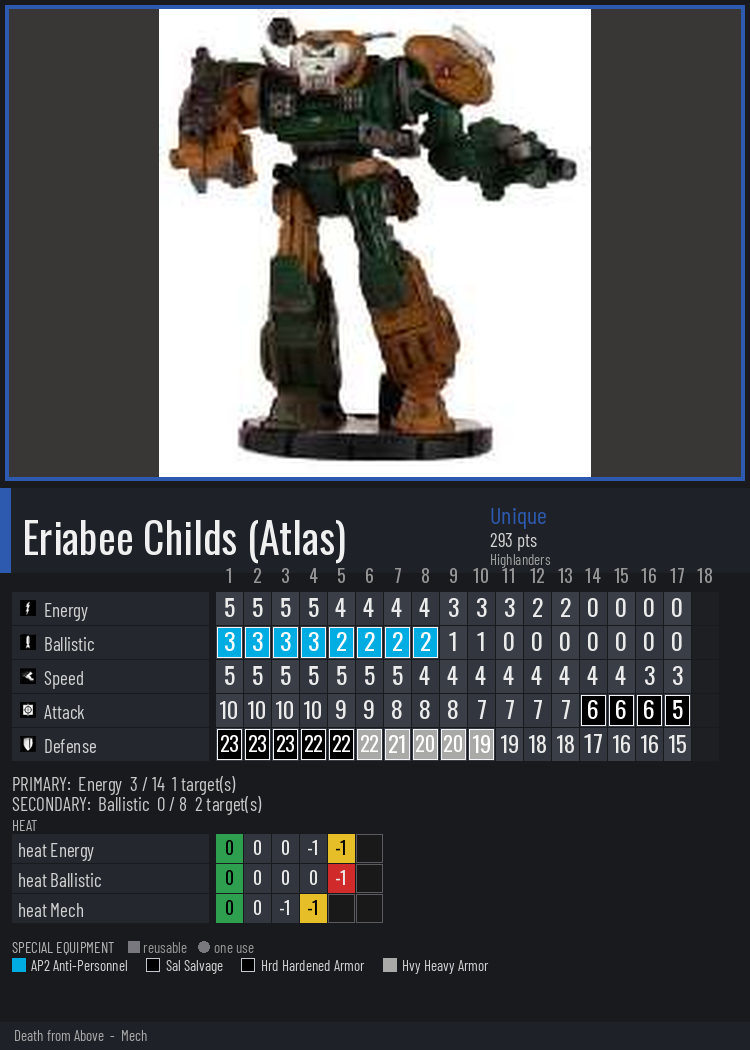 Eriabee Childs (Atlas)
Unique
293 pts
Highlanders
1 2 3 4 5 6 7 8 9 10 11 12 13 14 15 16 17 18
Energy 5 5 5 5 4 4 4 4 3 3 3 2 2 0 0 0 0
Ballistic 3 3 3 3 2 2 2 2 1 1 0 0 0 0 0 0 0
Speed 5 5 5 5 5 5 5 4 4 4 4 4 4 4 4 3 3
Attack 10 10 10 10 9 9 8 8 8 7 7 7 7 6 6 6 5
Defense 23 23 23 22 22 22 21 20 20 19 19 18 18 17 16 16 15
PRIMARY: Energy 3 / 14 1 target(s)
SECONDARY: Ballistic 0 / 8 2 target(s)
HEAT
heat Energy 0 0 0 -1 -1
heat Ballistic 0 0 0 0 -1
heat Mech 0 0 -1 -1
SPECIAL EQUIPMENT reusable one use
AP2 Anti-Personnel Sal Salvage Hrd Hardened Armor Hvy Heavy Armor
Death from Above - Mech